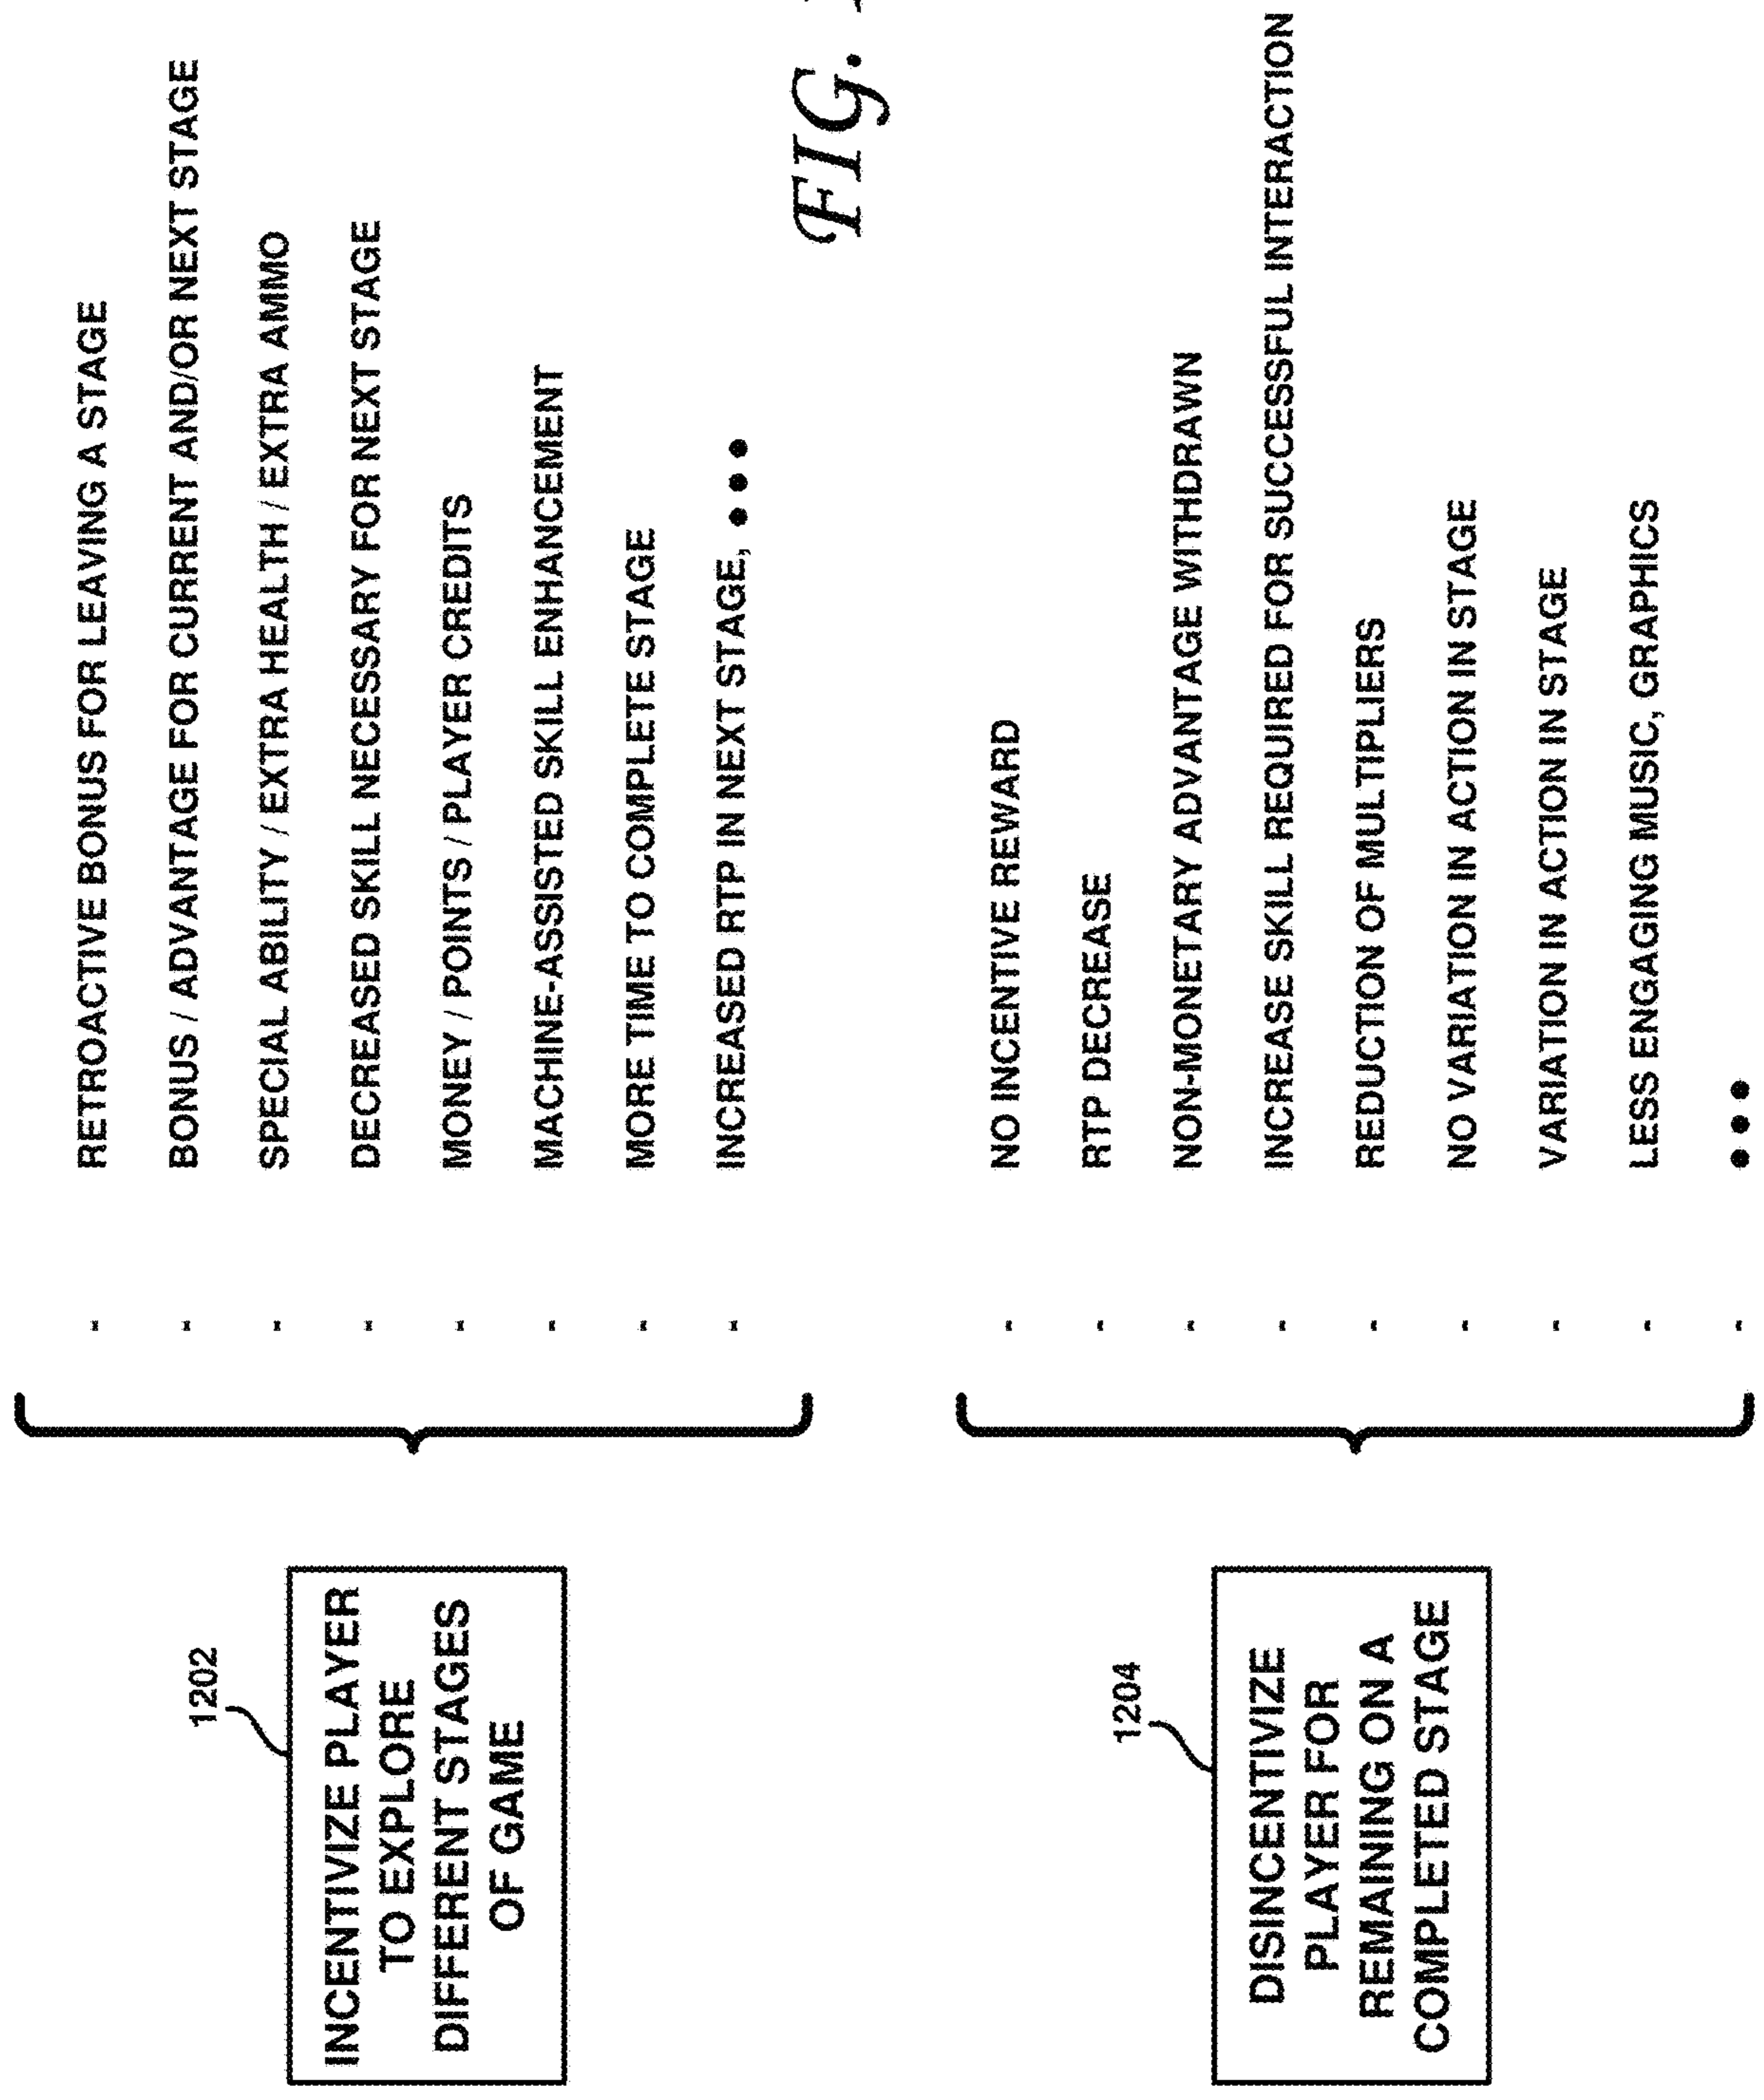 1202
INCENTIVIZE PLAYER
TO EXPLORE
DIFFERENT STAGES
OF GAME
- RETROACTIVE BONUS FOR LEAVING A STAGE
- BONUS / ADVANTAGE FOR CURRENT AND/OR NEXT STAGE
- SPECIAL ABILITY / EXTRA HEALTH / EXTRA AMMO
- DECREASED SKILL NECESSARY FOR NEXT STAGE
- MONEY / POINTS / PLAYER CREDITS
- MACHINE-ASSISTED SKILL ENHANCEMENT
- MORE TIME TO COMPLETE STAGE
- INCREASED RTP IN NEXT STAGE, •••
FIG.
1204
DISINCENTIVIZE
PLAYER FOR
REMAINING ON A
COMPLETED STAGE
- NO INCENTIVE REWARD
- RTP DECREASE
- NON-MONETARY ADVANTAGE WITHDRAWN
- INCREASE SKILL REQUIRED FOR SUCCESSFUL INTERACTION
- REDUCTION OF MULTIPLIERS
- NO VARIATION IN ACTION IN STAGE
- VARIATION IN ACTION IN STAGE
- LESS ENGAGING MUSIC, GRAPHICS
- •••